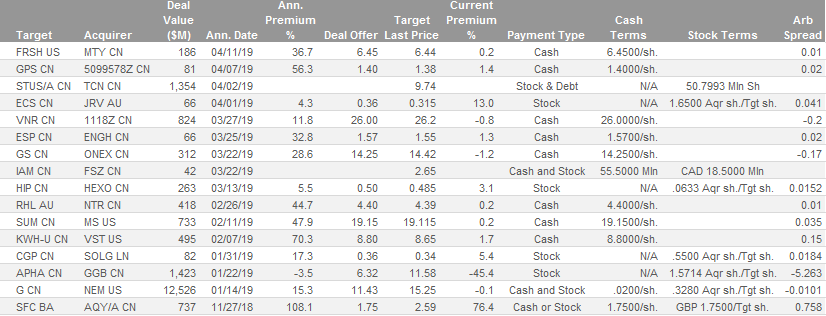 Deal Ann. Current
Value Premium Target Premium Cash Arb
Target Acquirer ($M) Ann. Date % Deal Offer Last Price % Payment Type Terms Stock Terms Spread
FRSH US MTY CN 186 04/11/19 36.7 6.45 6.44 0.2 Cash 6.4500/sh. 0.01
GPS CN 5099578Z CN 81 04/07/19 56.3 1.40 1.38 1.4 Cash 1.4000/sh. 0.02
STUS/A CN TCN CN 1,354 04/02/19 9.74 Stock & Debt N/A 50.7993 Mln Sh
ECS CN JRV AU 66 04/01/19 4.3 0.36 0.315 13.0 Stock N/A 1.6500 Aqr sh./Tgt sh. 0.041
VNR CN 1118Z CN 824 03/27/19 11.8 26.00 26.2 -0.8 Cash 26.0000/sh. -0.2
ESP CN ENGH CN 66 03/25/19 32.8 1.57 1.55 1.3 Cash 1.5700/sh. 0.02
GS CN ONEX CN 312 03/22/19 28.6 14.25 14.42 -1.2 Cash 14.2500/sh. -0.17
IAM CN FSZ CN 42 03/22/19 2.65 Cash and Stock 55.5000 Mln CAD 18.5000 Mln
HIP CN HEXO CN 263 03/13/19 5.5 0.50 0.485 3.1 Stock N/A .0633 Aqr sh./Tgt sh. 0.0152
RHL AU NTR CN 418 02/26/19 44.7 4.40 4.39 0.2 Cash 4.4000/sh. 0.01
SUM CN MS US 733 02/11/19 47.9 19.15 19.115 0.2 Cash 19.1500/sh. 0.035
KWH-U CN VST US 495 02/07/19 70.3 8.80 8.65 1.7 Cash 8.8000/sh. 0.15
CGP CN SOLG LN 82 01/31/19 17.3 0.36 0.34 5.4 Stock N/A .5500 Aqr sh./Tgt sh. 0.0184
APHA CN GGB CN 1,423 01/22/19 -3.5 6.32 11.58 -45.4 Stock N/A 1.5714 Aqr sh./Tgt sh. -5.263
G CN NEM US 12,526 01/14/19 15.3 11.43 15.25 -0.1 Cash and Stock .0200/sh. .3280 Aqr sh./Tgt sh. -0.0101
SFC BA AQY/A CN 737 11/27/18 108.1 1.75 2.59 76.4 Cash or Stock 1.7500/sh. GBP 1.7500/Tgt sh. 0.758